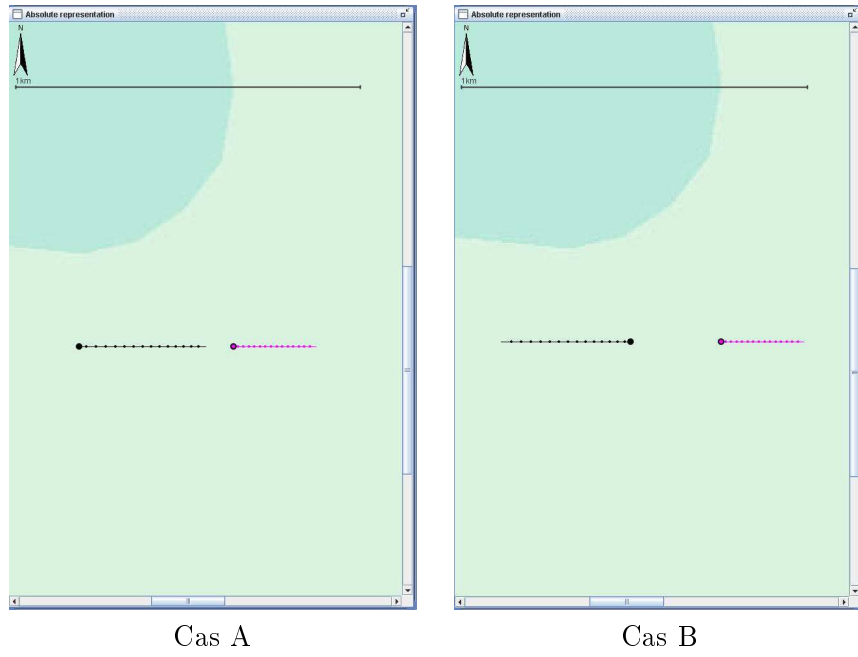 Absolute representation
N
1km
Absolute representation
N
1km
Cas A
Cas B